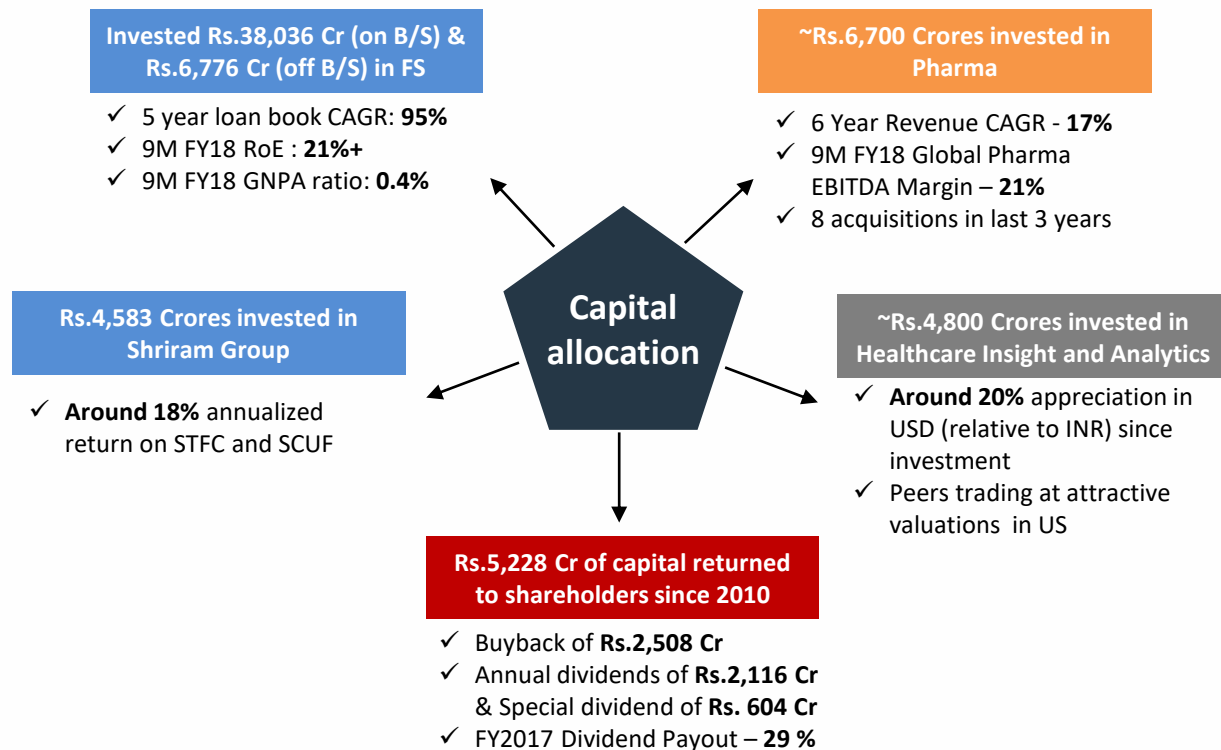 Invested Rs.38,036 Cr (on B/S) &
Rs.6,776 Cr (off B/S) in FS
✓ 5 year loan book CAGR: 95%
✓ 9M FY18 RoE : 21%+
✓ 9M FY18 GNPA ratio: 0.4%
~Rs.6,700 Crores invested in
Pharma
✓ 6 Year Revenue CAGR - 17%
✓ 9M FY18 Global Pharma
EBITDA Margin – 21%
✓ 8 acquisitions in last 3 years
Capital
allocation
Rs.4,583 Crores invested in
Shriram Group
✓ Around 18% annualized
return on STFC and SCUF
~Rs.4,800 Crores invested in
Healthcare Insight and Analytics
✓ Around 20% appreciation in
USD (relative to INR) since
investment
✓ Peers trading at attractive
valuations in US
Rs.5,228 Cr of capital returned
to shareholders since 2010
✓ Buyback of Rs.2,508 Cr
✓ Annual dividends of Rs.2,116 Cr
& Special dividend of Rs. 604 Cr
✓ FY2017 Dividend Payout – 29 %